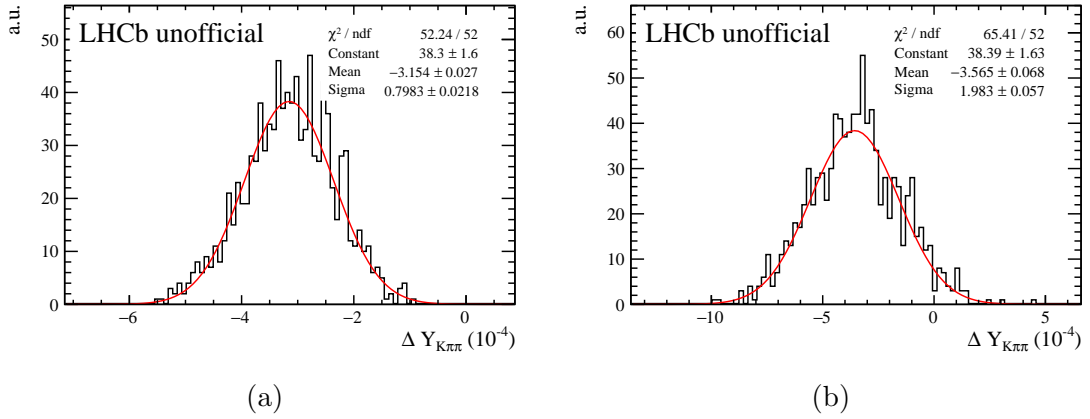 a.u.
LHCb unofficial
χ² / ndf 52.24 / 52
Constant 38.3 ± 1.6
Mean −3.154 ± 0.027
Sigma 0.7983 ± 0.0218
50
40
30
20
10
0
−6 −4 −2 0
Δ Y_Kππ (10⁻⁴)
(a)
a.u.
LHCb unofficial
χ² / ndf 65.41 / 52
Constant 38.39 ± 1.63
Mean −3.565 ± 0.068
Sigma 1.983 ± 0.057
60
50
40
30
20
10
0
−10 −5 0 5
Δ Y_Kππ (10⁻⁴)
(b)